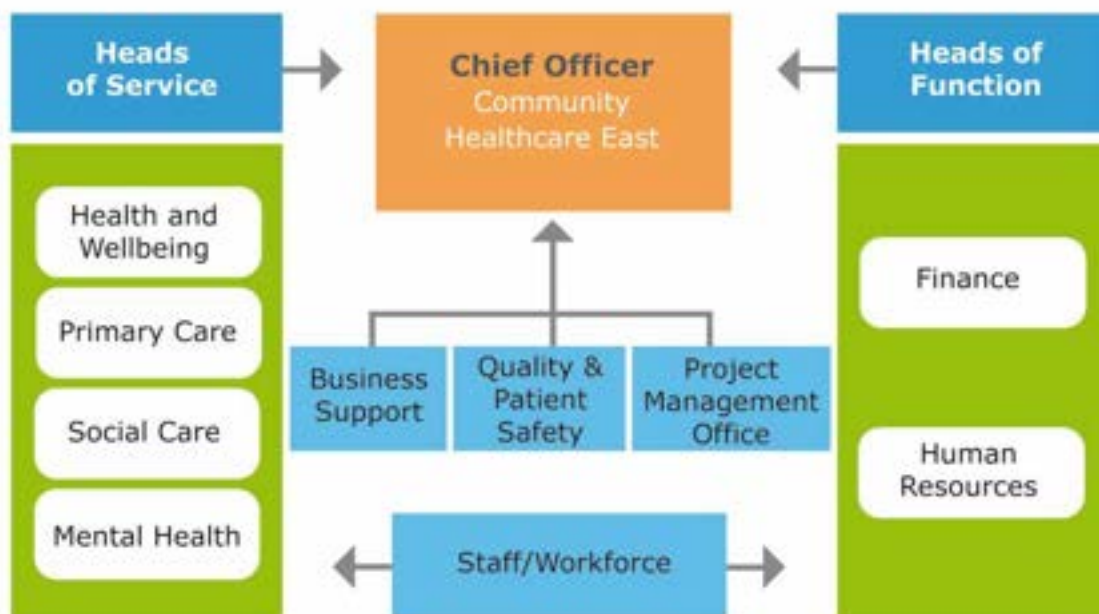 Heads
of Service
Health and
Wellbeing
Primary Care
Social Care
Mental Health
Chief Officer
Community
Healthcare East
Business
Support
Quality &
Patient
Safety
Project
Management
Office
Staff/Workforce
Heads of
Function
Finance
Human
Resources